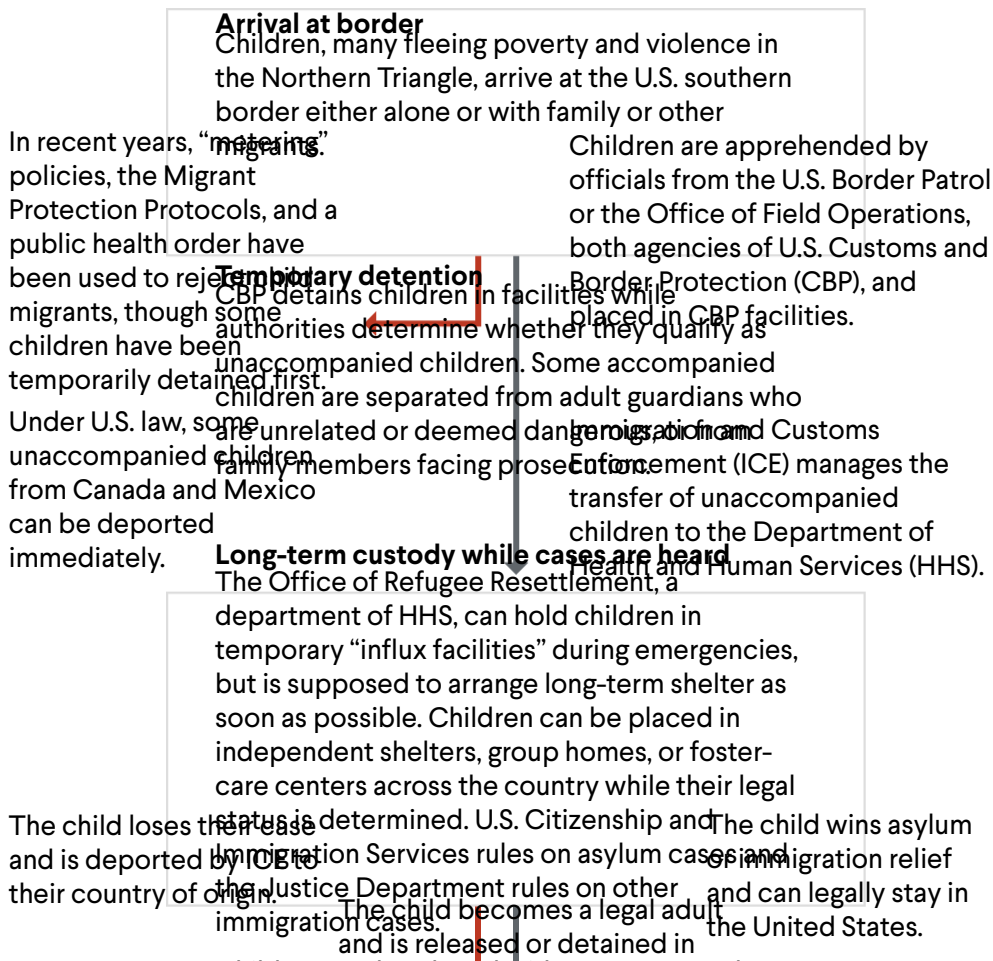 Arrival at border
Children, many fleeing poverty and violence in
the Northern Triangle, arrive at the U.S. southern
border either alone or with family or other
migrants.
In recent years, “metering”
policies, the Migrant
Protection Protocols, and a
public health order have
been used to reject child
migrants, though some
children have been
temporarily detained first.
Children are apprehended by
officials from the U.S. Border Patrol
or the Office of Field Operations,
both agencies of U.S. Customs and
Border Protection (CBP), and
placed in CBP facilities.
Temporary detention
CBP detains children in facilities while
authorities determine whether they qualify as
unaccompanied children. Some accompanied
children are separated from adult guardians who
are unrelated or deemed dangerous, or from
family members facing prosecution.
Under U.S. law, some
unaccompanied children
from Canada and Mexico
can be deported
immediately.
Immigration and Customs
Enforcement (ICE) manages the
transfer of unaccompanied
children to the Department of
Health and Human Services (HHS).
Long-term custody while cases are heard
The Office of Refugee Resettlement, a
department of HHS, can hold children in
temporary “influx facilities” during emergencies,
but is supposed to arrange long-term shelter as
soon as possible. Children can be placed in
independent shelters, group homes, or foster-
care centers across the country while their legal
status is determined. U.S. Citizenship and
Immigration Services rules on asylum cases and
the Justice Department rules on other
immigration cases.
The child loses their case
and is deported by ICE to
their country of origin.
The child wins asylum
or immigration relief
and can legally stay in
the United States.
The child becomes a legal adult
and is released or detained in